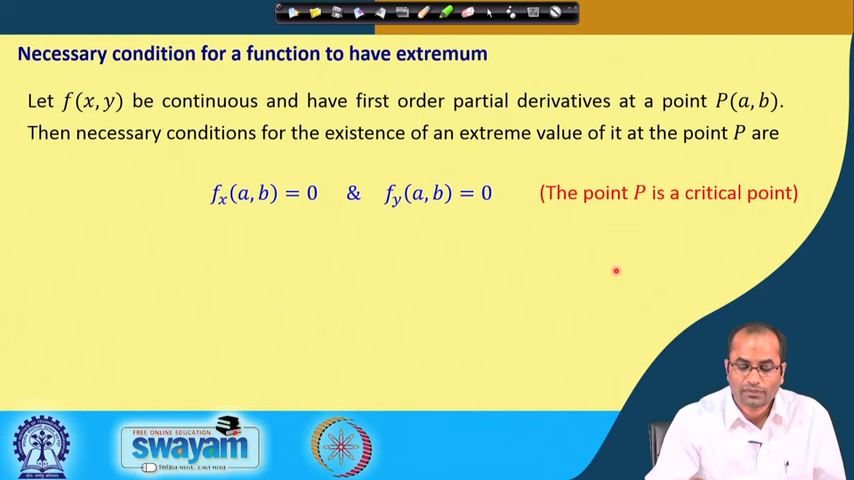 Necessary condition for a function to have extremum
Let f(x, y) be continuous and have first order partial derivatives at a point P(a, b).
Then necessary conditions for the existence of an extreme value of it at the point P are
f_x(a, b) = 0 & f_y(a, b) = 0 (The point P is a critical point)
FREE ONLINE EDUCATION
swayam